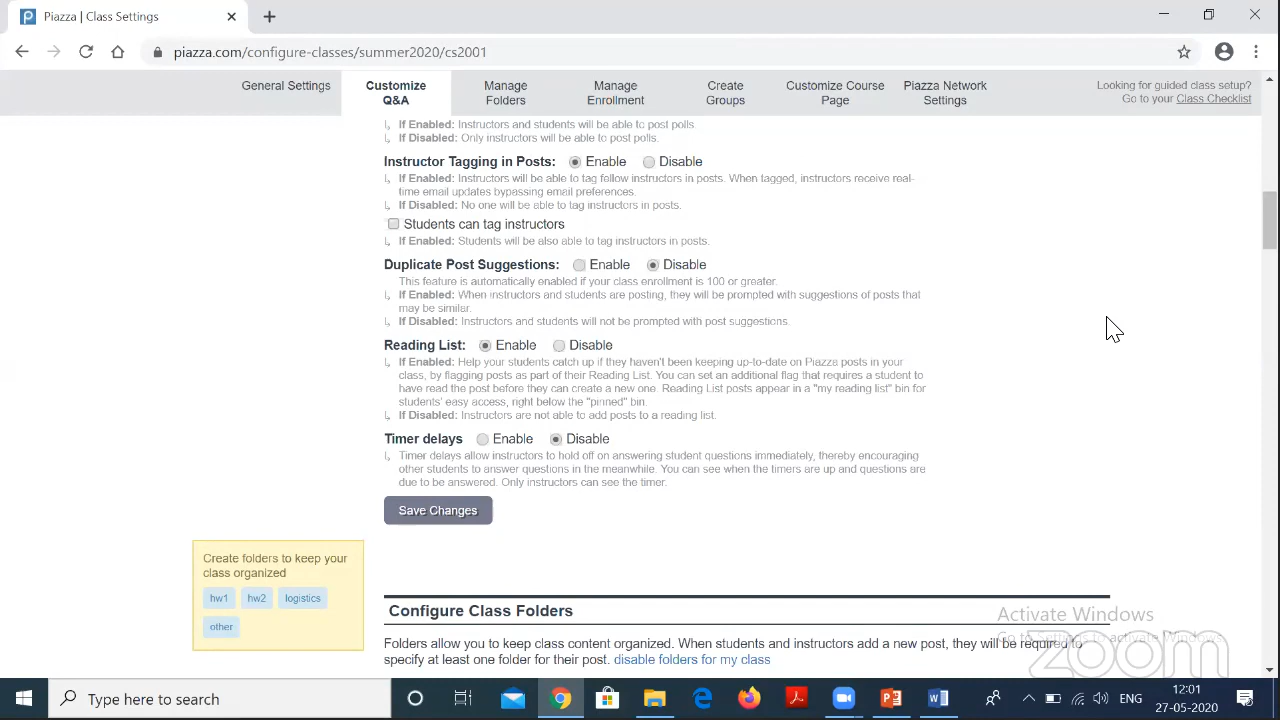 Piazza | Class Settings
piazza.com/configure-classes/summer2020/cs2001
General Settings
Customize
Q&A
Manage
Folders
Manage
Enrollment
Create
Groups
Customize Course
Page
Piazza Network
Settings
Looking for guided class setup?
Go to your Class Checklist
If Enabled: Instructors and students will be able to post polls.
If Disabled: Only instructors will be able to post polls.
Instructor Tagging in Posts: Enable Disable
If Enabled: Instructors will be able to tag fellow instructors in posts. When tagged, instructors receive real-
time email updates bypassing email preferences.
If Disabled: No one will be able to tag instructors in posts.
Students can tag instructors
If Enabled: Students will be also able to tag instructors in posts.
Duplicate Post Suggestions: Enable Disable
This feature is automatically enabled if your class enrollment is 100 or greater.
If Enabled: When instructors and students are posting, they will be prompted with suggestions of posts that
may be similar.
If Disabled: Instructors and students will not be prompted with post suggestions.
Reading List: Enable Disable
If Enabled: Help your students catch up if they haven't been keeping up-to-date on Piazza posts in your
class, by flagging posts as part of their Reading List. You can set an additional flag that requires a student to
have read the post before they can create a new one. Reading List posts appear in a "my reading list" bin for
students' easy access, right below the "pinned" bin.
If Disabled: Instructors are not able to add posts to a reading list.
Timer delays Enable Disable
Timer delays allow instructors to hold off on answering student questions immediately, thereby encouraging
other students to answer questions in the meanwhile. You can see when the timers are up and questions are
due to be answered. Only instructors can see the timer.
Save Changes
Create folders to keep your
class organized
hw1 hw2 logistics
other
Configure Class Folders
Folders allow you to keep class content organized. When students and instructors add a new post, they will be required to
specify at least one folder for their post. disable folders for my class
Activate Windows
Go to Settings to activate Windows.
zoom
Type here to search
ENG
12:01
27-05-2020